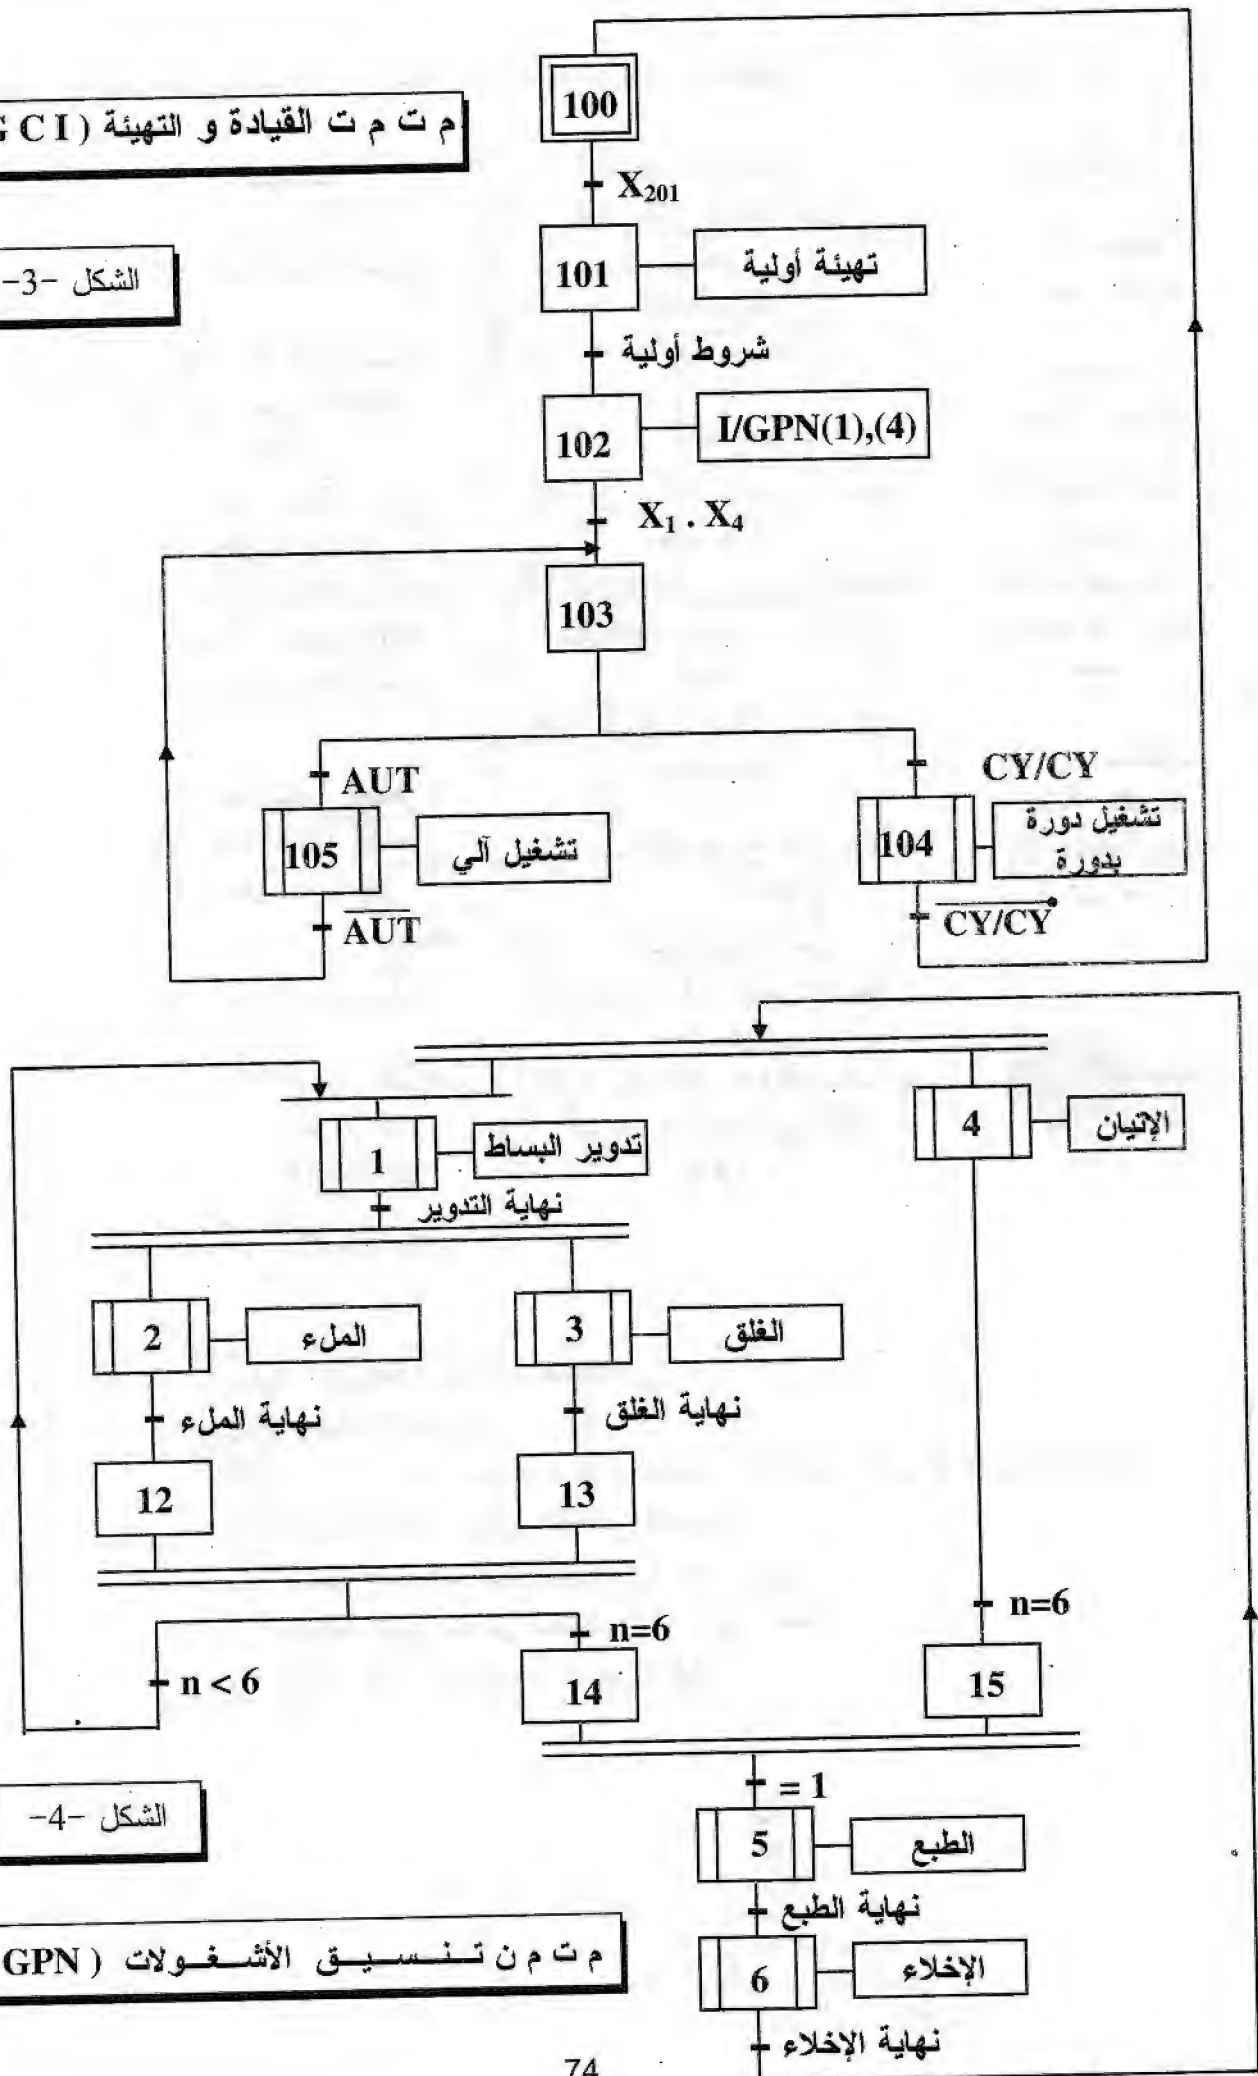 100
م ت م ت القيادة و التهيئة (GCI
X201
101
تهيئة أولية
الشكل -3-
شروط أولية
102
I/GPN(1),(4)
X1 . X4
103
AUT
CY/CY
105
تشغيل آلي
104
تشغيل دورة
بدورة
AUT
CY/CY
4
الإتيان
1
تدوير البساط
نهاية التدوير
2
الملء
3
الغلق
نهاية الملء
نهاية الغلق
12
13
n=6
n=6
n < 6
14
15
= 1
الشكل -4-
5
الطبع
نهاية الطبع
م ت م ن تـنـسـيـق الأشـغـولات (GPN
6
الإخلاء
نهاية الإخلاء
74